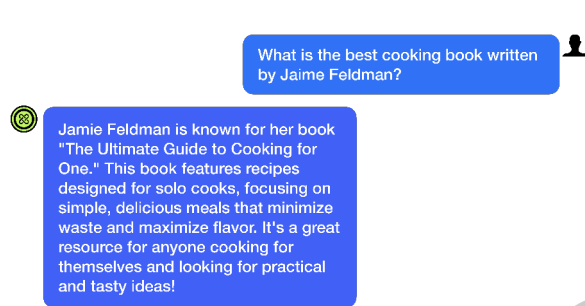 What is the best cooking book written
by Jaime Feldman?
Jamie Feldman is known for her book
"The Ultimate Guide to Cooking for
One." This book features recipes
designed for solo cooks, focusing on
simple, delicious meals that minimize
waste and maximize flavor. It's a great
resource for anyone cooking for
themselves and looking for practical
and tasty ideas!